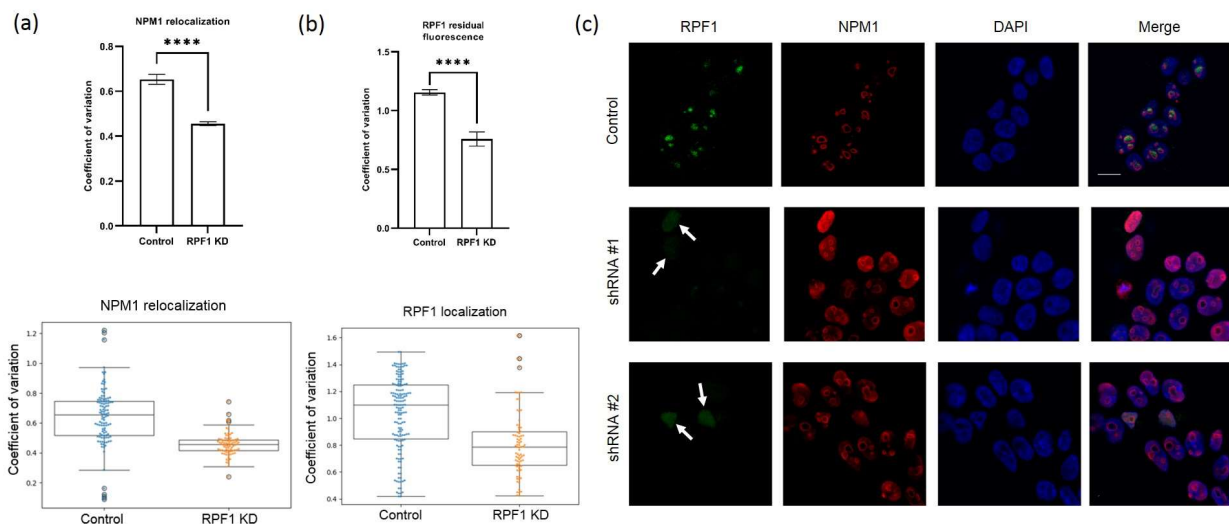 (a)
NPM1 relocalization
****
Coefficient of variation
0.8
0.6
0.4
0.2
0.0
Control RPF1 KD
NPM1 relocalization
Coefficient of variation
1.2
1.0
0.8
0.6
0.4
0.2
Control RPF1 KD
(b)
RPF1 residual
fluorescence
****
Coefficient of variation
1.5
1.0
0.5
0.0
Control RPF1 KD
RPF1 localization
Coefficient of variation
1.6
1.4
1.2
1.0
0.8
0.6
0.4
Control RPF1 KD
(c)
RPF1 NPM1 DAPI Merge
Control
shRNA #1
shRNA #2